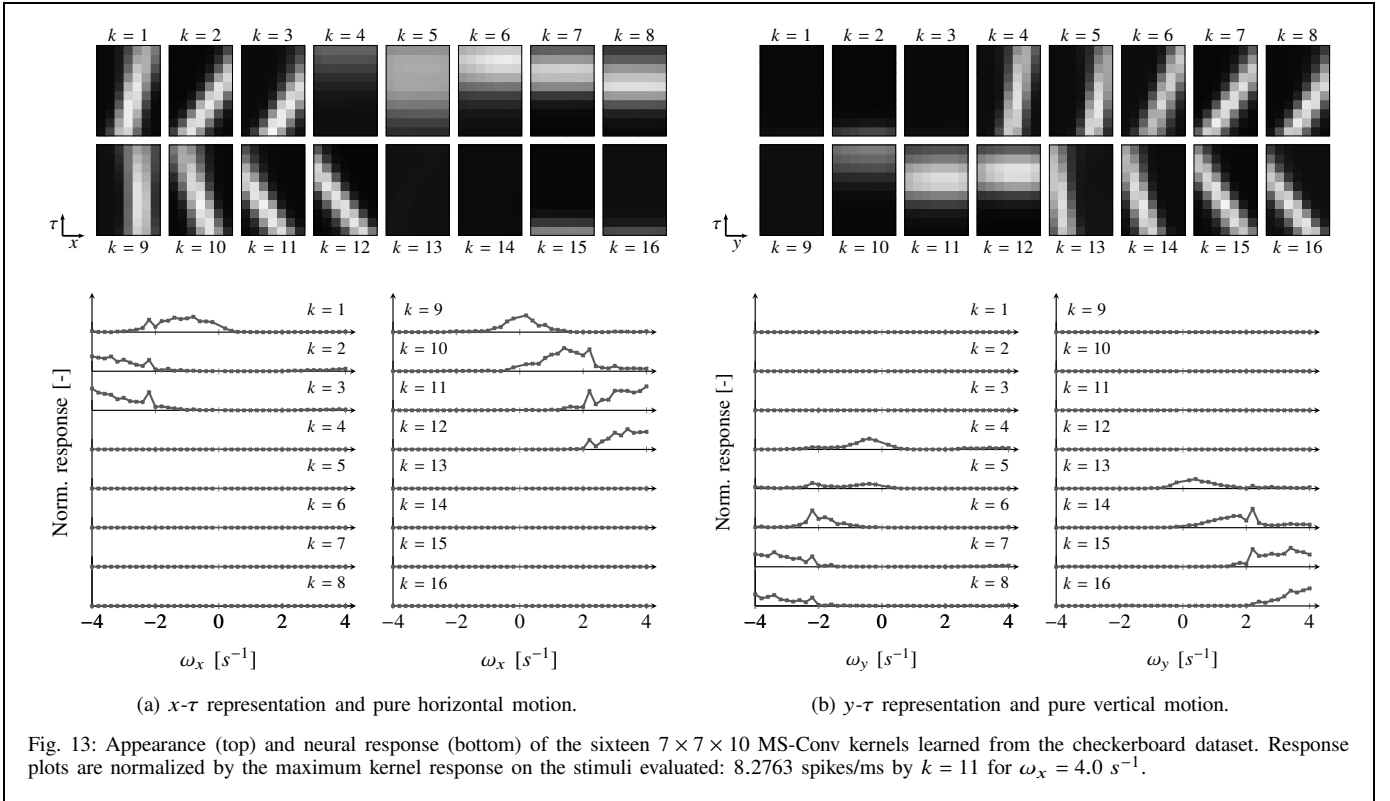 k = 1 k = 2 k = 3 k = 4 k = 5 k = 6 k = 7 k = 8
τ
x
k = 9 k = 10 k = 11 k = 12 k = 13 k = 14 k = 15 k = 16
Norm. response [-]
k = 1
k = 2
k = 3
k = 4
k = 5
k = 6
k = 7
k = 8
−4 −2 0 2 4
ωx [s−1]
k = 9
k = 10
k = 11
k = 12
k = 13
k = 14
k = 15
k = 16
−4 −2 0 2 4
ωx [s−1]
(a) x-τ representation and pure horizontal motion.
k = 1 k = 2 k = 3 k = 4 k = 5 k = 6 k = 7 k = 8
τ
y
k = 9 k = 10 k = 11 k = 12 k = 13 k = 14 k = 15 k = 16
Norm. response [-]
k = 1
k = 2
k = 3
k = 4
k = 5
k = 6
k = 7
k = 8
−4 −2 0 2 4
ωy [s−1]
k = 9
k = 10
k = 11
k = 12
k = 13
k = 14
k = 15
k = 16
−4 −2 0 2 4
ωy [s−1]
(b) y-τ representation and pure vertical motion.
Fig. 13: Appearance (top) and neural response (bottom) of the sixteen 7 × 7 × 10 MS-Conv kernels learned from the checkerboard dataset. Response
plots are normalized by the maximum kernel response on the stimuli evaluated: 8.2763 spikes/ms by k = 11 for ωx = 4.0 s−1.